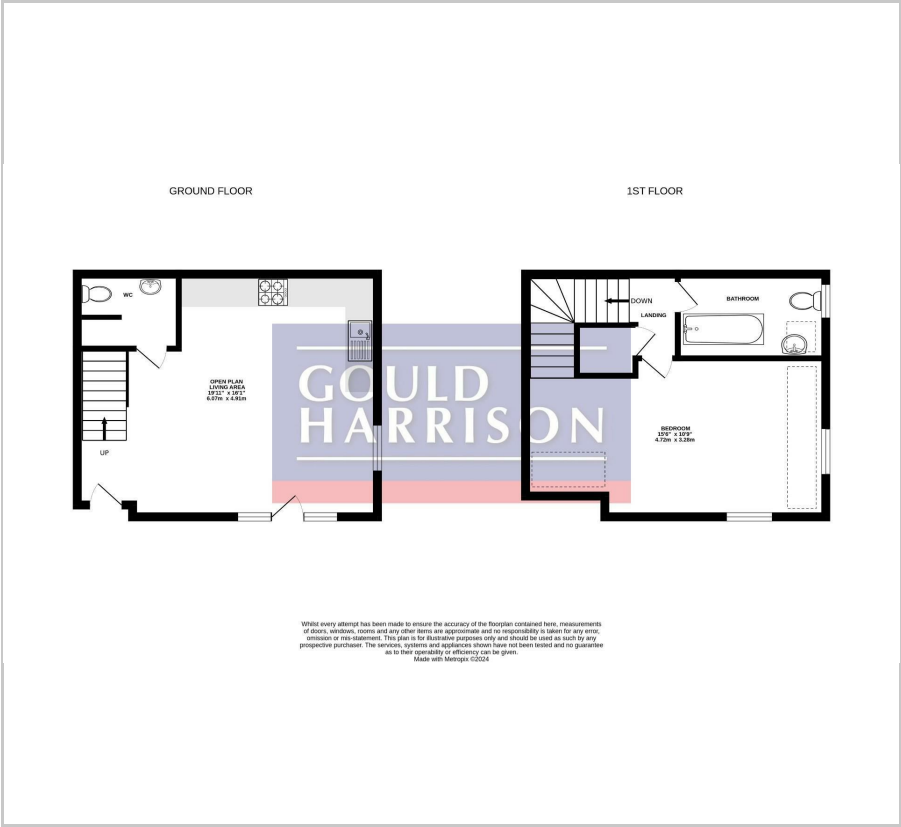 GROUND FLOOR
1ST FLOOR
WC
OPEN PLAN
LIVING AREA
19'11" x 16'1"
6.07m x 4.91m
UP
DOWN
LANDING
BATHROOM
BEDROOM
15'6" x 10'9"
4.72m x 3.28m
GOULD
HARRISON
Whilst every attempt has been made to ensure the accuracy of the floorplan contained here, measurements
of doors, windows, rooms and any other items are approximate and no responsibility is taken for any error,
omission or mis-statement. This plan is for illustrative purposes only and should be used as such by any
prospective purchaser. The services, systems and appliances shown have not been tested and no guarantee
as to their operability or efficiency can be given.
Made with Metropix ©2024